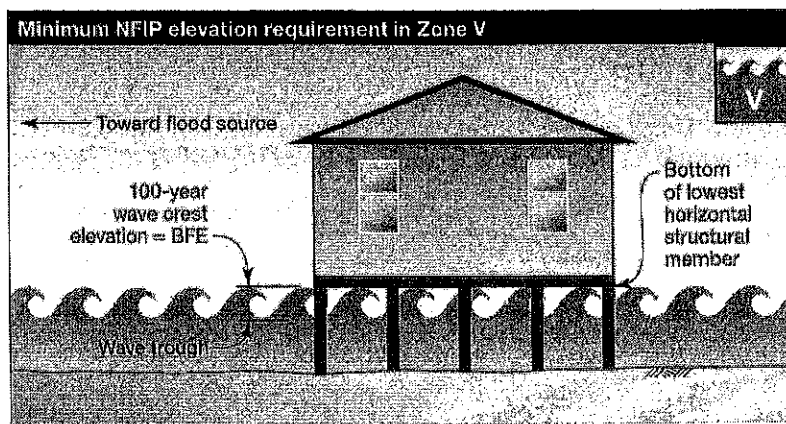 Minimum NFIP elevation requirement in Zone V
V
Toward flood source
100-year
wave crest
elevation = BFE
Bottom
of lowest
horizontal
structural
member
Wave trough